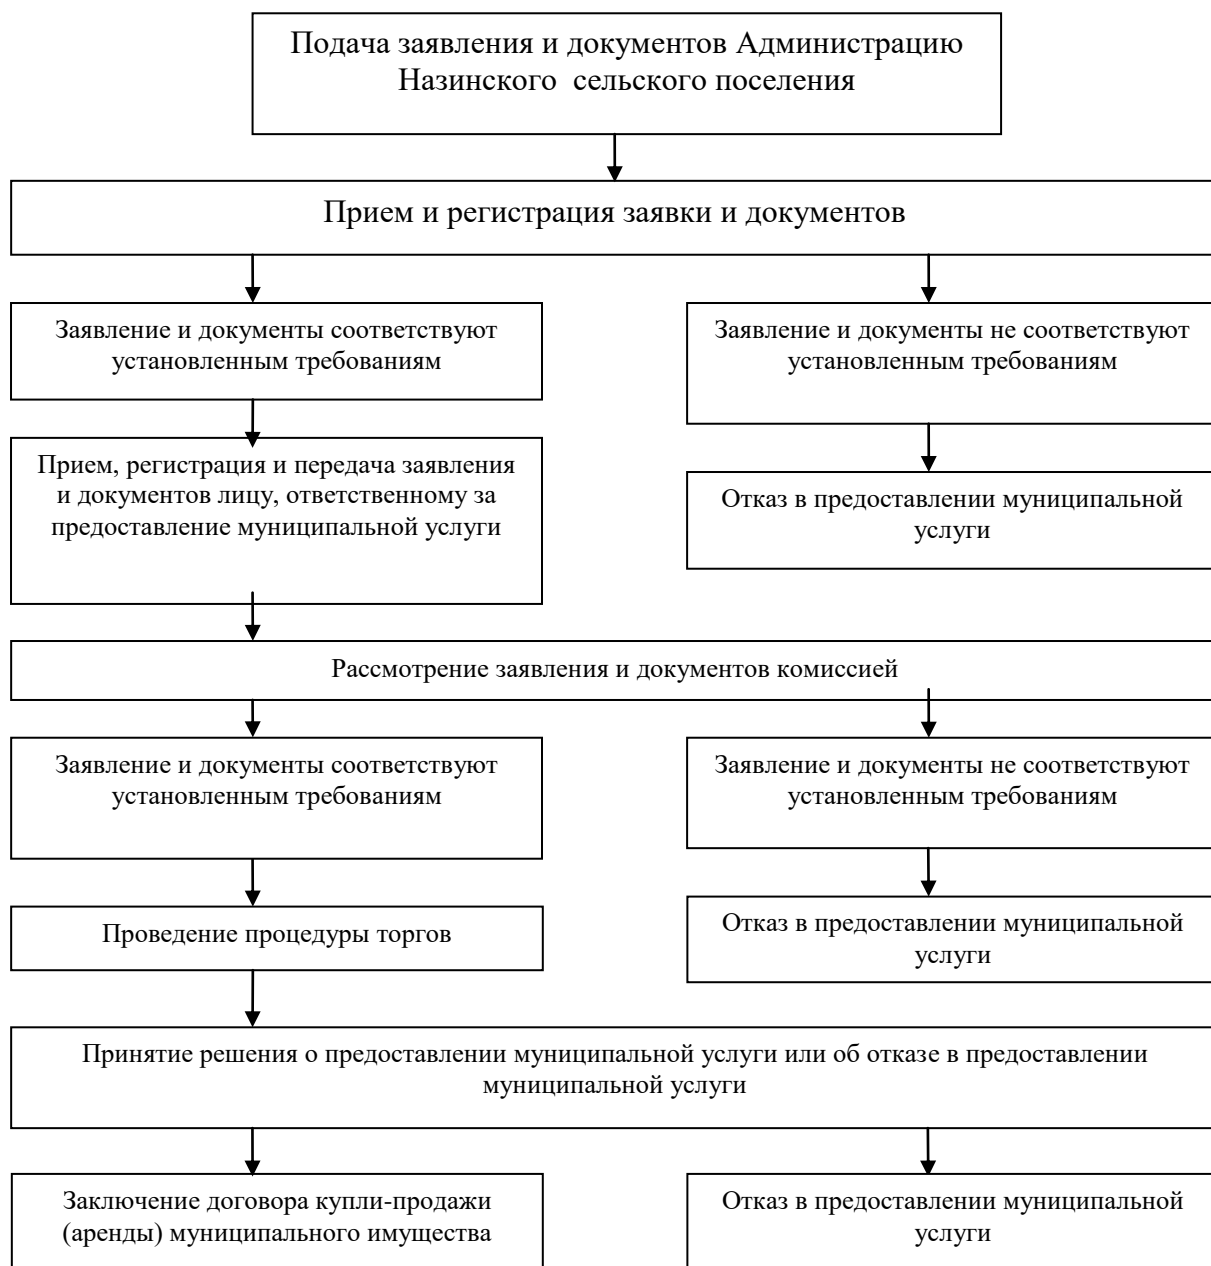 Подача заявления и документов Администрацию
Назинского сельского поселения
Прием и регистрация заявки и документов
Заявление и документы соответствуют
установленным требованиям
Заявление и документы не соответствуют
установленным требованиям
Прием, регистрация и передача заявления
и документов лицу, ответственному за
предоставление муниципальной услуги
Отказ в предоставлении муниципальной
услуги
Рассмотрение заявления и документов комиссией
Заявление и документы соответствуют
установленным требованиям
Заявление и документы не соответствуют
установленным требованиям
Проведение процедуры торгов
Отказ в предоставлении муниципальной
услуги
Принятие решения о предоставлении муниципальной услуги или об отказе в предоставлении
муниципальной услуги
Заключение договора купли-продажи
(аренды) муниципального имущества
Отказ в предоставлении муниципальной
услуги